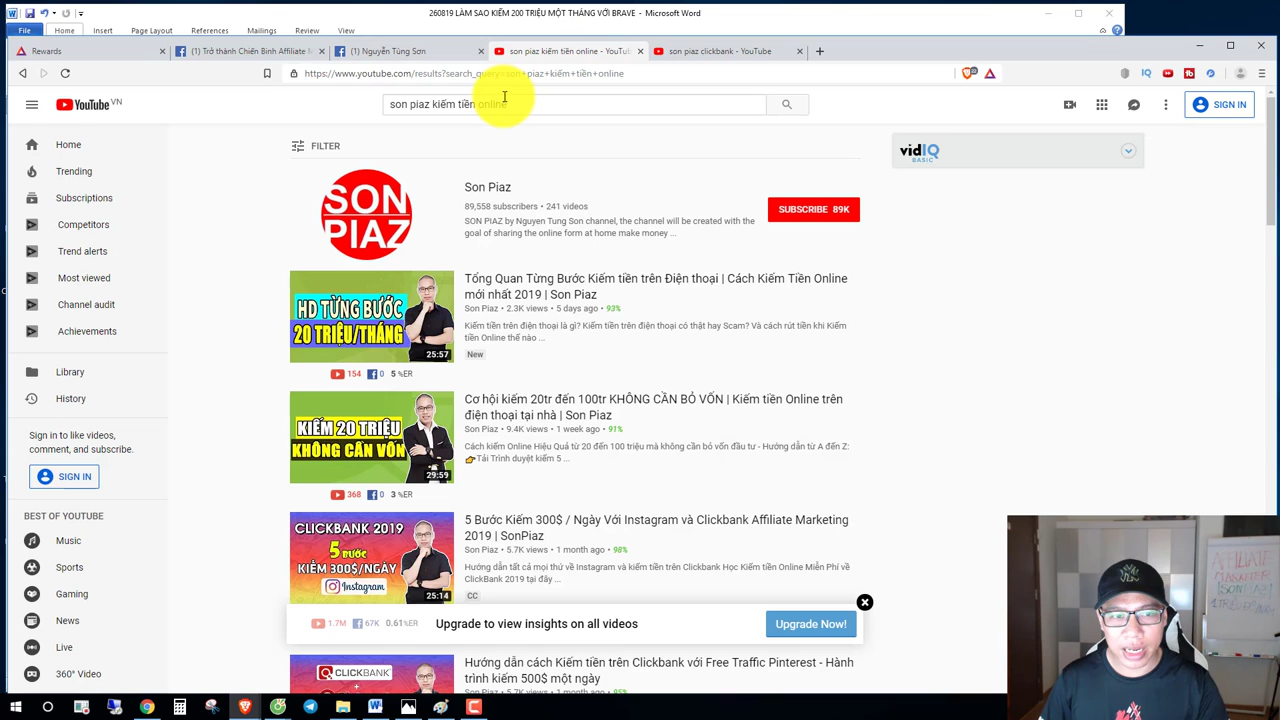 260819 LÀM SAO KIẾM 200 TRIỆU MỘT THÁNG VỚI BRAVE - Microsoft Word
File Home Insert Page Layout References Mailings Review View
Rewards
(1) Trở thành Chiến Binh Affiliate M
(1) Nguyễn Tùng Sơn
son piaz kiếm tiền online - YouTu
son piaz clickbank - YouTube
https://www.youtube.com/results?search_query=son+piaz+kiếm+tiền+online
YouTube VN
son piaz kiếm tiền online
SIGN IN
Home
Trending
Subscriptions
Competitors
Trend alerts
Most viewed
Channel audit
Achievements
Library
History
Sign in to like videos,
comment, and subscribe.
SIGN IN
BEST OF YOUTUBE
Music
Sports
Gaming
News
Live
360° Video
FILTER
SON
PIAZ
Son Piaz
89,558 subscribers • 241 videos
SON PIAZ by Nguyen Tung Son channel, the channel will be created with the
goal of sharing the online form at home make money ...
SUBSCRIBE 89K
vidIQ
BASIC
HD TỪNG BƯỚC
20 TRIỆU/THÁNG
25:57
Tổng Quan Từng Bước Kiếm tiền trên Điện thoại | Cách Kiếm Tiền Online
mới nhất 2019 | Son Piaz
Son Piaz • 2.3K views • 5 days ago • 93%
Kiếm tiền trên điện thoại là gì? Kiếm tiền trên điện thoại có thật hay Scam? Và cách rút tiền khi Kiếm
tiền Online thế nào ...
New
154 0 5 %ER
KIẾM 20 TRIỆU
KHÔNG CẦN VỐN
29:59
Cơ hội kiếm 20tr đến 100tr KHÔNG CẦN BỎ VỐN | Kiếm tiền Online trên
điện thoại tại nhà | Son Piaz
Son Piaz • 9.4K views • 1 week ago • 91%
Cách kiếm Online Hiệu Quả từ 20 đến 100 triệu mà không cần bỏ vốn đầu tư - Hướng dẫn từ A đến Z:
👉Tải Trình duyệt kiếm 5 ...
368 0 3 %ER
CLICKBANK 2019
5 BƯỚC
KIẾM 300$/NGÀY
Instagram
25:14
5 Bước Kiếm 300$ / Ngày Với Instagram và Clickbank Affiliate Marketing
2019 | SonPiaz
Son Piaz • 5.7K views • 1 month ago • 98%
Hướng dẫn tất cả mọi thứ về Instagram và kiếm tiền trên Clickbank Học Kiếm tiền Online Miễn Phí về
ClickBank 2019 tại đây ...
CC
1.7M 67K 0.61%ER
Upgrade to view insights on all videos
Upgrade Now!
CLICKBANK
Hướng dẫn cách Kiếm tiền trên Clickbank với Free Traffic Pinterest - Hành
trình kiếm 500$ một ngày
Son Piaz • 5.7K views • 1 month ago • 95%
AFFILIATE
MARKETER